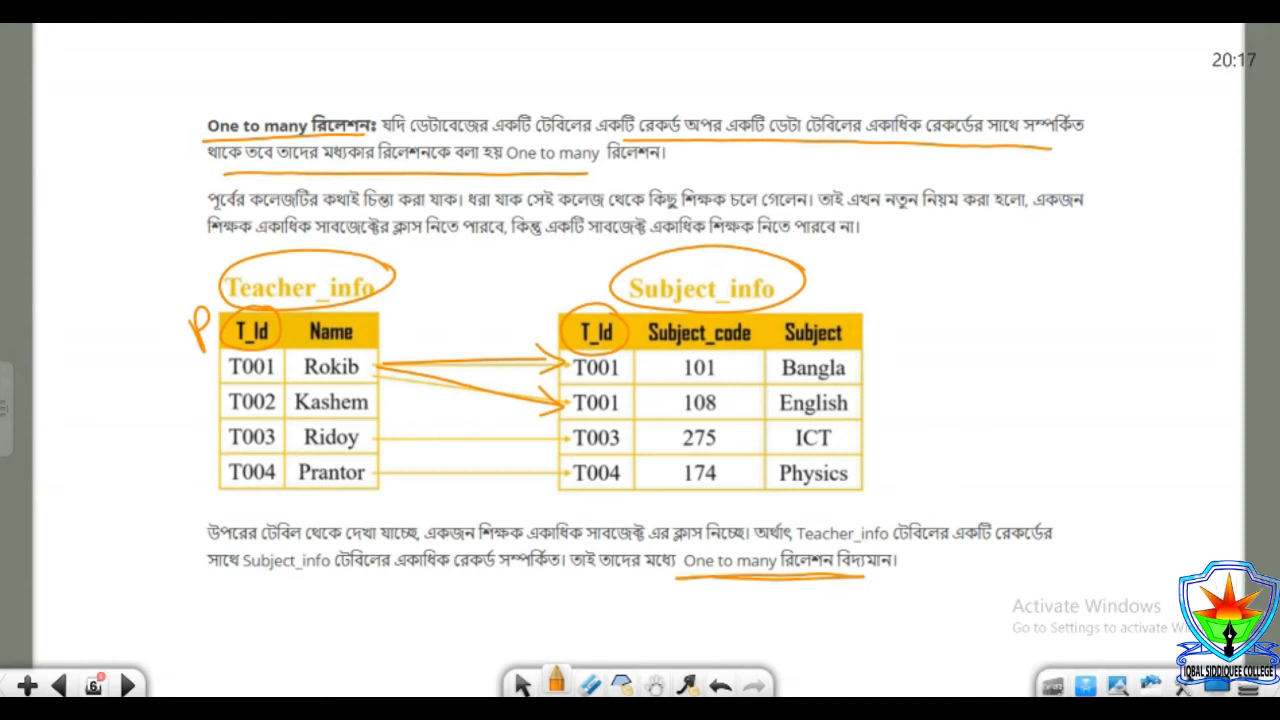 20:17
One to many রিলেশনঃ যদি ডেটাবেজের একটি টেবিলের একটি রেকর্ড অপর একটি ডেটা টেবিলের একাধিক রেকর্ডের সাথে সম্পর্কিত
থাকে তবে তাদের মধ্যকার রিলেশনকে বলা হয় One to many রিলেশন।
পূর্বের কলেজটির কথাই চিন্তা করা যাক। ধরা যাক সেই কলেজ থেকে কিছু শিক্ষক চলে গেলেন। তাই এখন নতুন নিয়ম করা হলো, একজন
শিক্ষক একাধিক সাবজেক্টের ক্লাস নিতে পারবে, কিন্তু একটি সাবজেক্ট একাধিক শিক্ষক নিতে পারবে না।
Teacher_info Subject_info
P T_Id Name T_Id Subject_code Subject
T001 Rokib T001 101 Bangla
T002 Kashem T001 108 English
T003 Ridoy T003 275 ICT
T004 Prantor T004 174 Physics
উপরের টেবিল থেকে দেখা যাচ্ছে, একজন শিক্ষক একাধিক সাবজেক্ট এর ক্লাস নিচ্ছে। অর্থাৎ Teacher_info টেবিলের একটি রেকর্ডের
সাথে Subject_info টেবিলের একাধিক রেকর্ড সম্পর্কিত। তাই তাদের মধ্যে One to many রিলেশন বিদ্যমান।
Activate Windows
Go to Settings to activate
IQBAL SIDDIQUEE COLLEGE
6